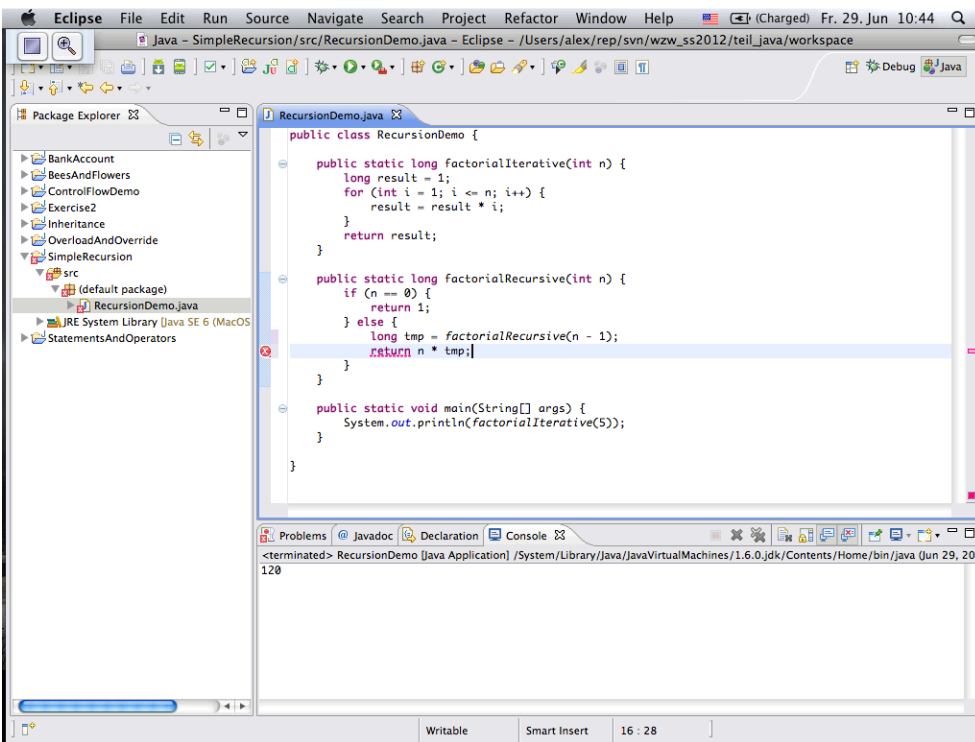 Eclipse File Edit Run Source Navigate Search Project Refactor Window Help (Charged) Fr. 29. Jun 10:44
Java – SimpleRecursion/src/RecursionDemo.java – Eclipse – /Users/alex/rep/svn/wzw_ss2012/teil_java/workspace
Debug Java
Package Explorer
BankAccount
BeesAndFlowers
ControlFlowDemo
Exercise2
Inheritance
OverloadAndOverride
SimpleRecursion
src
(default package)
RecursionDemo.java
JRE System Library [Java SE 6 (MacOS
StatementsAndOperators
RecursionDemo.java
public class RecursionDemo {
public static long factorialIterative(int n) {
long result = 1;
for (int i = 1; i <= n; i++) {
result = result * i;
}
return result;
}
public static long factorialRecursive(int n) {
if (n == 0) {
return 1;
} else {
long tmp = factorialRecursive(n - 1);
return n * tmp;
}
}
public static void main(String[] args) {
System.out.println(factorialIterative(5));
}
}
Problems @ Javadoc Declaration Console
<terminated> RecursionDemo [Java Application] /System/Library/Java/JavaVirtualMachines/1.6.0.jdk/Contents/Home/bin/java (Jun 29, 20
120
Writable Smart Insert 16 : 28